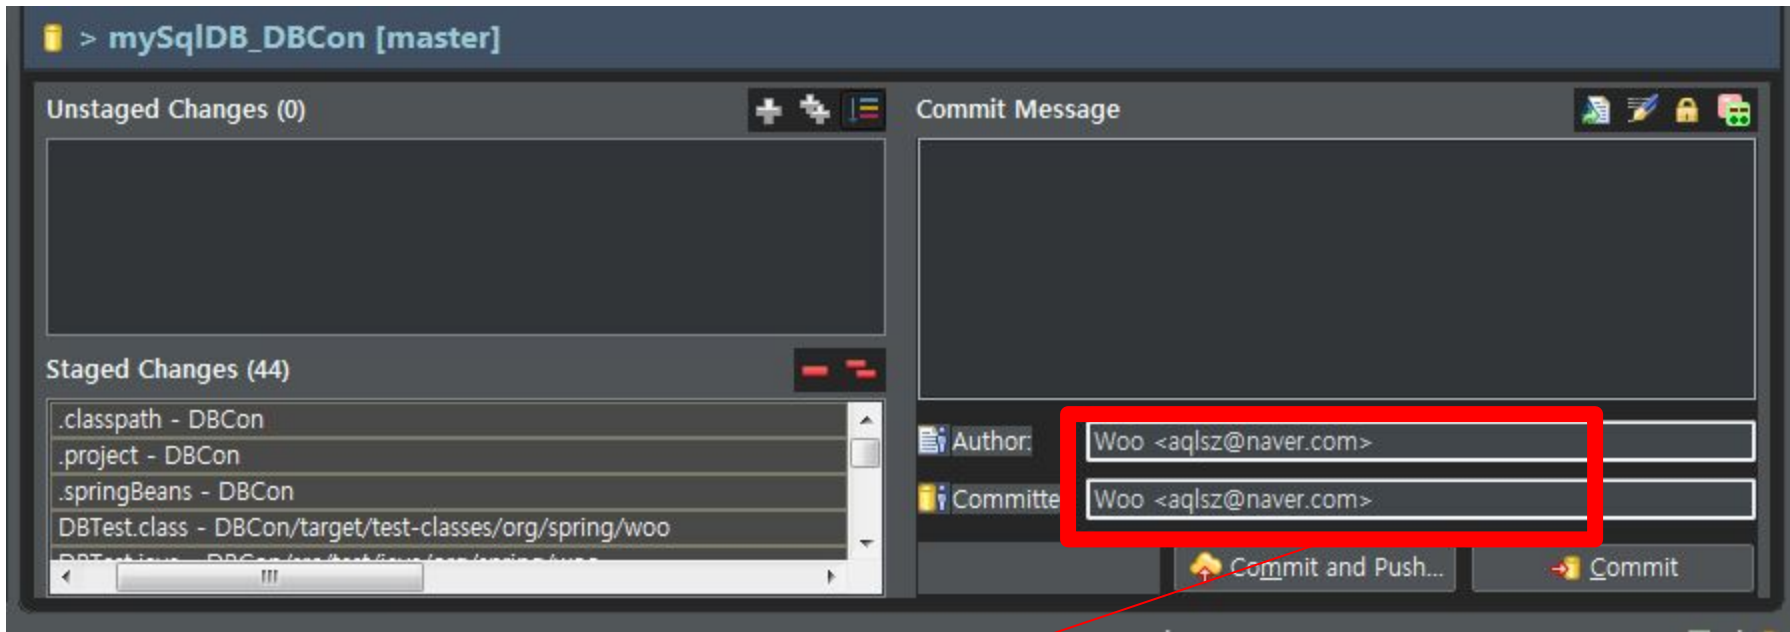 > mySqlDB_DBCon [master]
Unstaged Changes (0)
Staged Changes (44)
.classpath - DBCon
.project - DBCon
.springBeans - DBCon
DBTest.class - DBCon/target/test-classes/org/spring/woo
Commit Message
Author: Woo <aqlsz@naver.com>
Committe Woo <aqlsz@naver.com>
Commit and Push... Commit